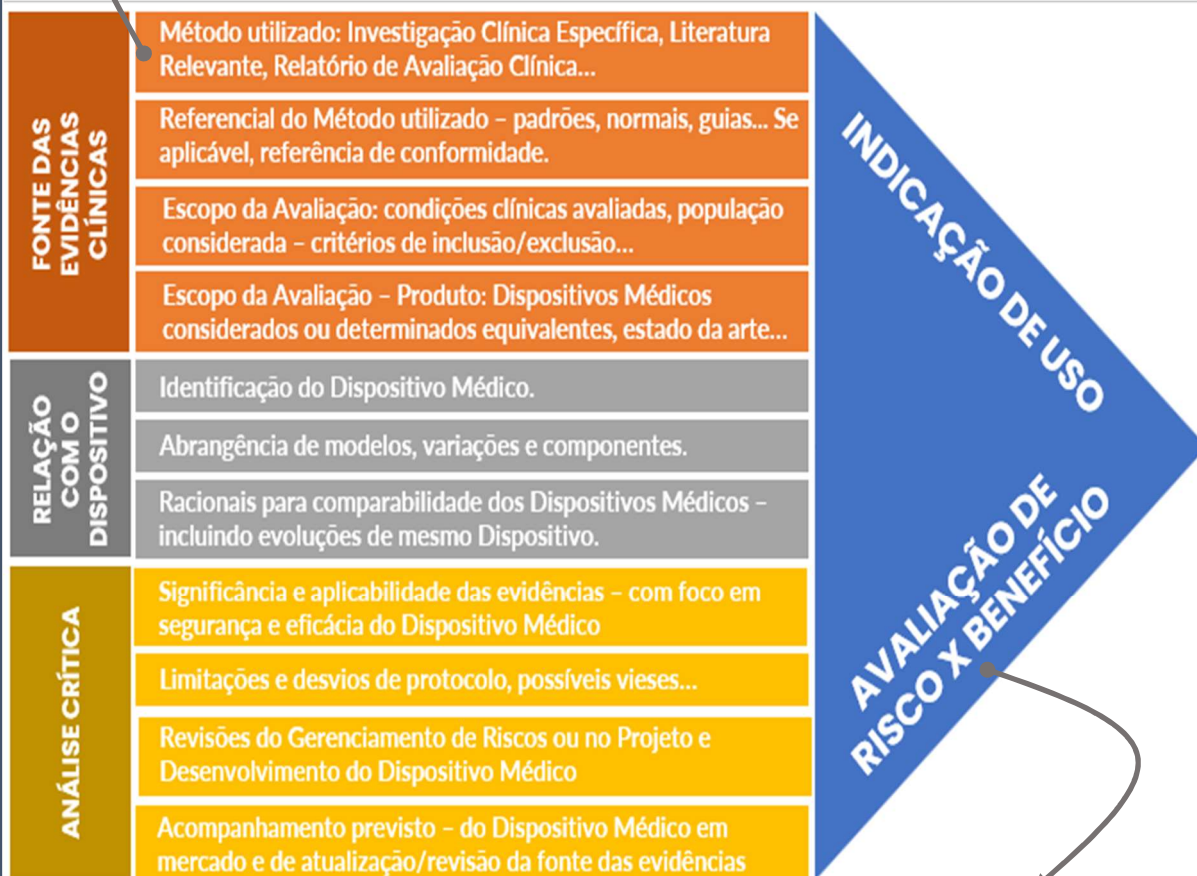 FONTE DAS
EVIDÊNCIAS
CLÍNICAS
Método utilizado: Investigação Clínica Específica, Literatura
Relevante, Relatório de Avaliação Clínica...
Referencial do Método utilizado – padrões, normais, guias... Se
aplicável, referência de conformidade.
Escopo da Avaliação: condições clínicas avaliadas, população
considerada – critérios de inclusão/exclusão...
Escopo da Avaliação – Produto: Dispositivos Médicos
considerados ou determinados equivalentes, estado da arte...
RELAÇÃO
COM O
DISPOSITIVO
Identificação do Dispositivo Médico.
Abrangência de modelos, variações e componentes.
Racionais para comparabilidade dos Dispositivos Médicos –
incluindo evoluções de mesmo Dispositivo.
ANÁLISE CRÍTICA
Significância e aplicabilidade das evidências – com foco em
segurança e eficácia do Dispositivo Médico
Limitações e desvios de protocolo, possíveis vieses...
Revisões do Gerenciamento de Riscos ou no Projeto e
Desenvolvimento do Dispositivo Médico
Acompanhamento previsto – do Dispositivo Médico em
mercado e de atualização/revisão da fonte das evidências
INDICAÇÃO DE USO
AVALIAÇÃO DE
RISCO X BENEFÍCIO